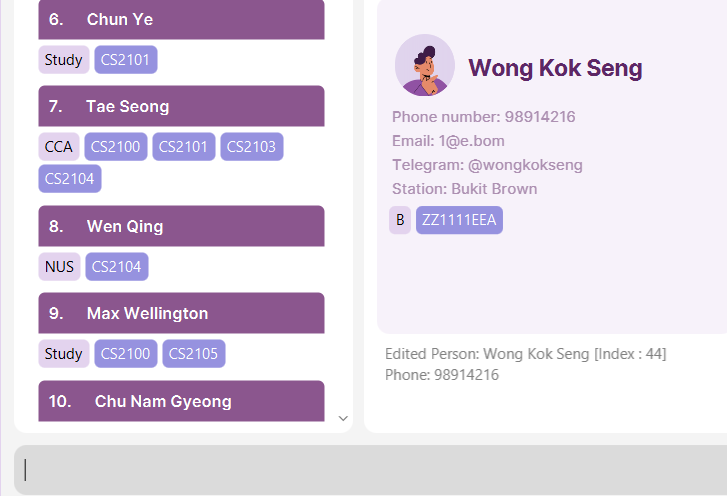 6. Chun Ye
Study CS2101
7. Tae Seong
CCA CS2100 CS2101 CS2103
CS2104
8. Wen Qing
NUS CS2104
9. Max Wellington
Study CS2100 CS2105
10. Chu Nam Gyeong
Wong Kok Seng
Phone number: 98914216
Email: 1@e.bom
Telegram: @wongkokseng
Station: Bukit Brown
B ZZ1111EEA
Edited Person: Wong Kok Seng [Index : 44]
Phone: 98914216